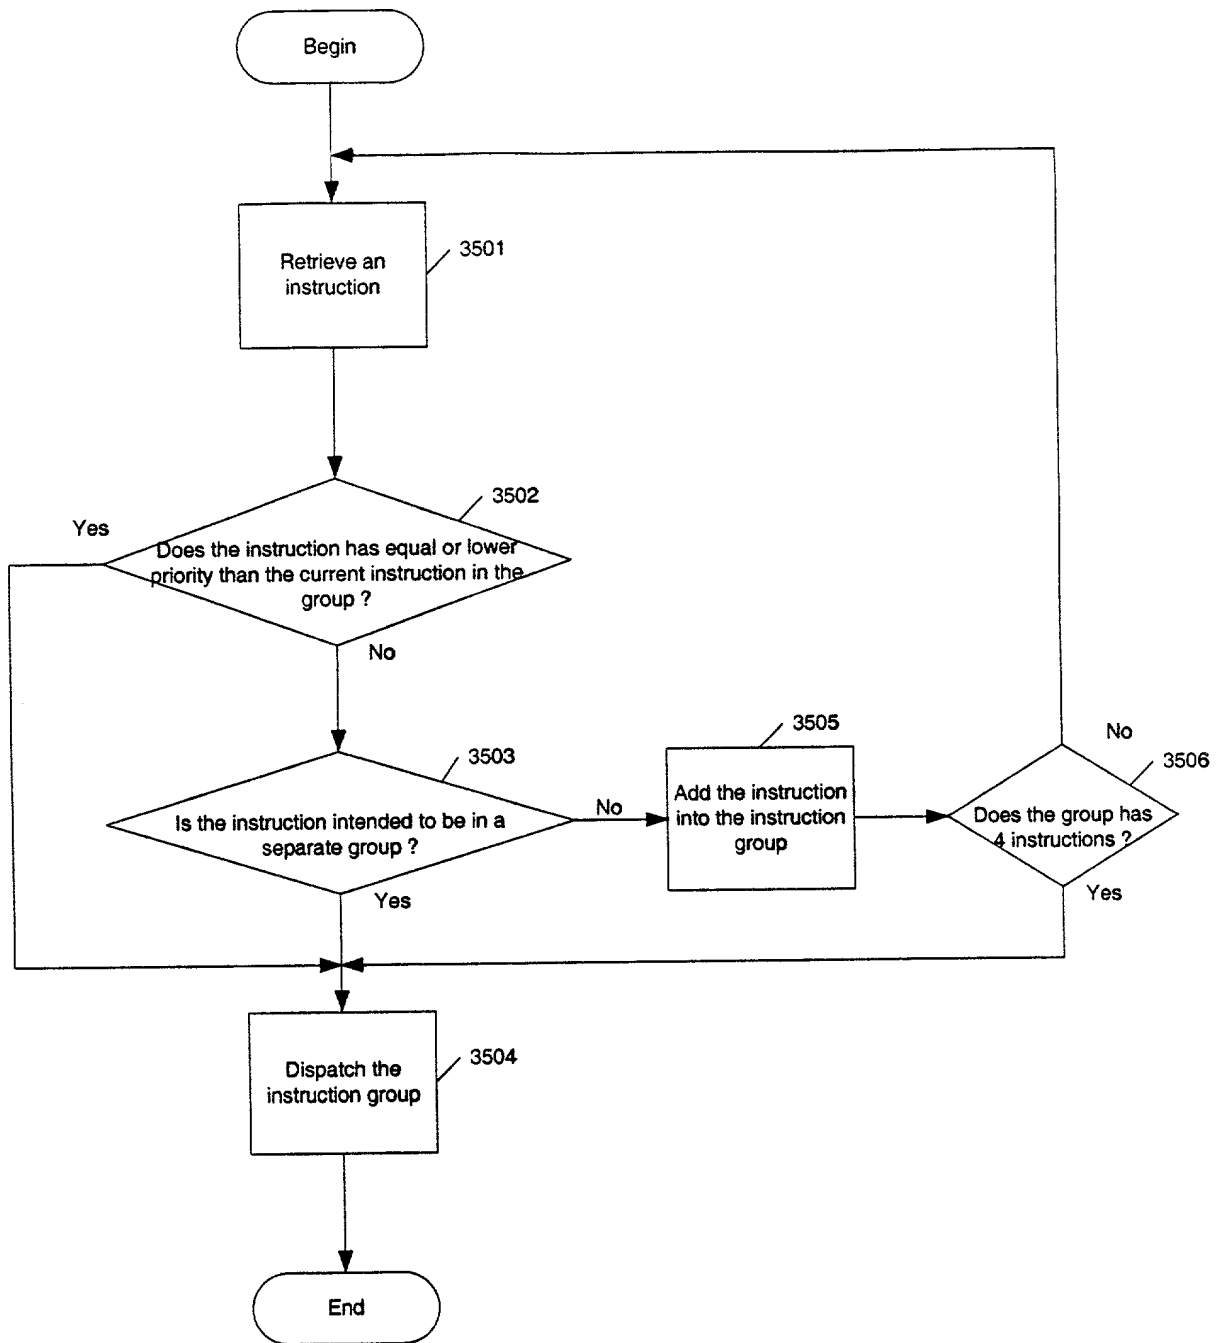 Begin
Retrieve an
instruction
3501
3502
Yes
Does the instruction has equal or lower
priority than the current instruction in the
group ?
No
3503
Is the instruction intended to be in a
separate group ?
No
Yes
3505
Add the instruction
into the instruction
group
No
3506
Does the group has
4 instructions ?
Yes
Dispatch the
instruction group
3504
End